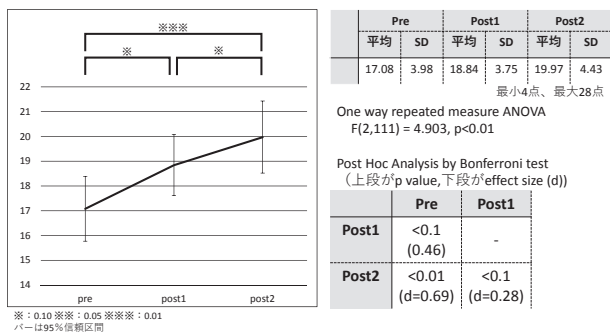 ※※※
※
※
22
21
20
19
18
17
16
15
14
pre
post1
post2
※：0.10 ※※：0.05 ※※※：0.01
バーは95％信頼区間
Pre Post1 Post2
平均 SD 平均 SD 平均 SD
17.08 3.98 18.84 3.75 19.97 4.43
最小4点、最大28点
One way repeated measure ANOVA
F(2,111) = 4.903, p<0.01
Post Hoc Analysis by Bonferroni test
（上段がp value,下段がeffect size (d))
Pre Post1
Post1 <0.1 -
(0.46)
Post2 <0.01 <0.1
(d=0.69) (d=0.28)